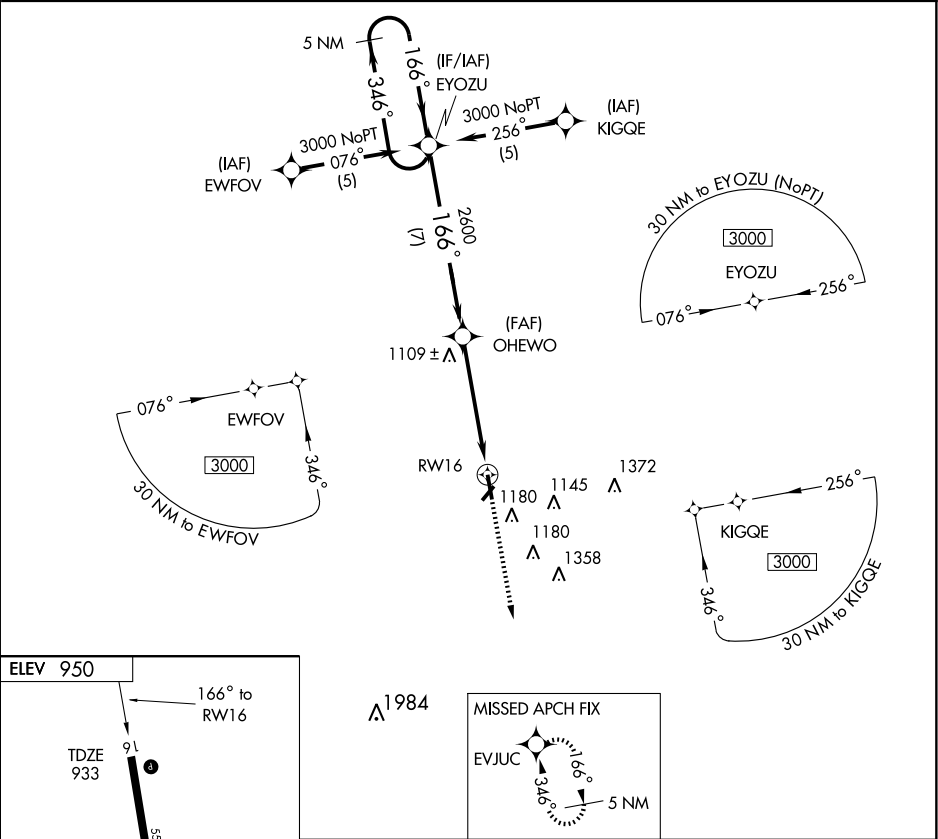 5 NM
166°
346°
(IF/IAF)
EYOZU
3000 NoPT
256°
(5)
(IAF)
KIGQE
3000 NoPT
076°
(5)
(IAF)
EWFOV
2600
166°
(7)
30 NM to EYOZU (NoPT)
3000
EYOZU
076°
256°
(FAF)
OHEWO
1109 ±
076°
EWFOV
3000
346°
30 NM to EWFOV
RW16
1180
1145
1372
1180
1358
256°
KIGQE
3000
346°
30 NM to KIGQE
ELEV 950
166° to
RW16
TDZE
933
16
P
1984
MISSED APCH FIX
EVJUC
166°
346°
5 NM